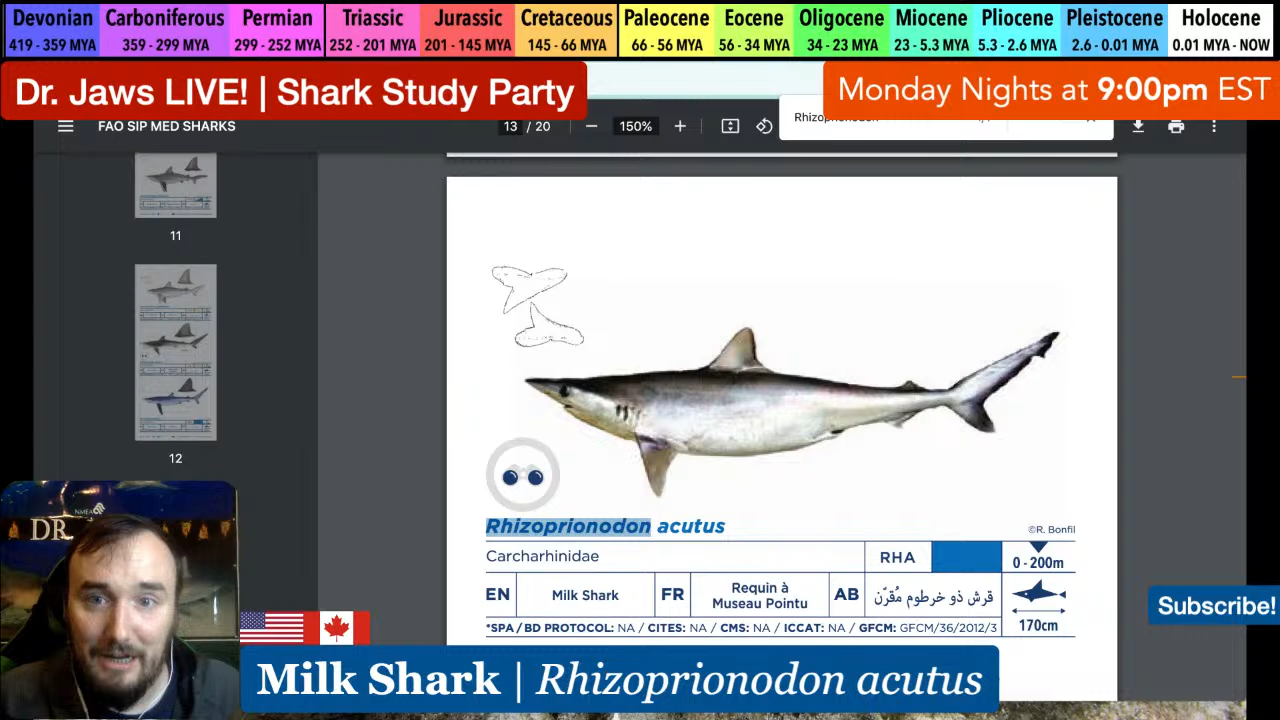 Devonian Carboniferous Permian Triassic Jurassic Cretaceous Paleocene Eocene Oligocene Miocene Pliocene Pleistocene Holocene
419 - 359 MYA 359 - 299 MYA 299 - 252 MYA 252 - 201 MYA 201 - 145 MYA 145 - 66 MYA 66 - 56 MYA 56 - 34 MYA 34 - 23 MYA 23 - 5.3 MYA 5.3 - 2.6 MYA 2.6 - 0.01 MYA 0.01 MYA - NOW
Dr. Jaws LIVE! | Shark Study Party
Monday Nights at 9:00pm EST
FAO SIP MED SHARKS
13 / 20
150%
Rhizoprionodon
11
12
Rhizoprionodon acutus
©R. Bonfil
Carcharhinidae
RHA
0 - 200m
EN
Milk Shark
FR
Requin à
Museau Pointu
AB
قرش ذو خرطوم مُقرّن
170cm
*SPA / BD PROTOCOL: NA / CITES: NA / CMS: NA / ICCAT: NA / GFCM: GFCM/36/2012/3
Subscribe!
NMEA
DR
Milk Shark | Rhizoprionodon acutus